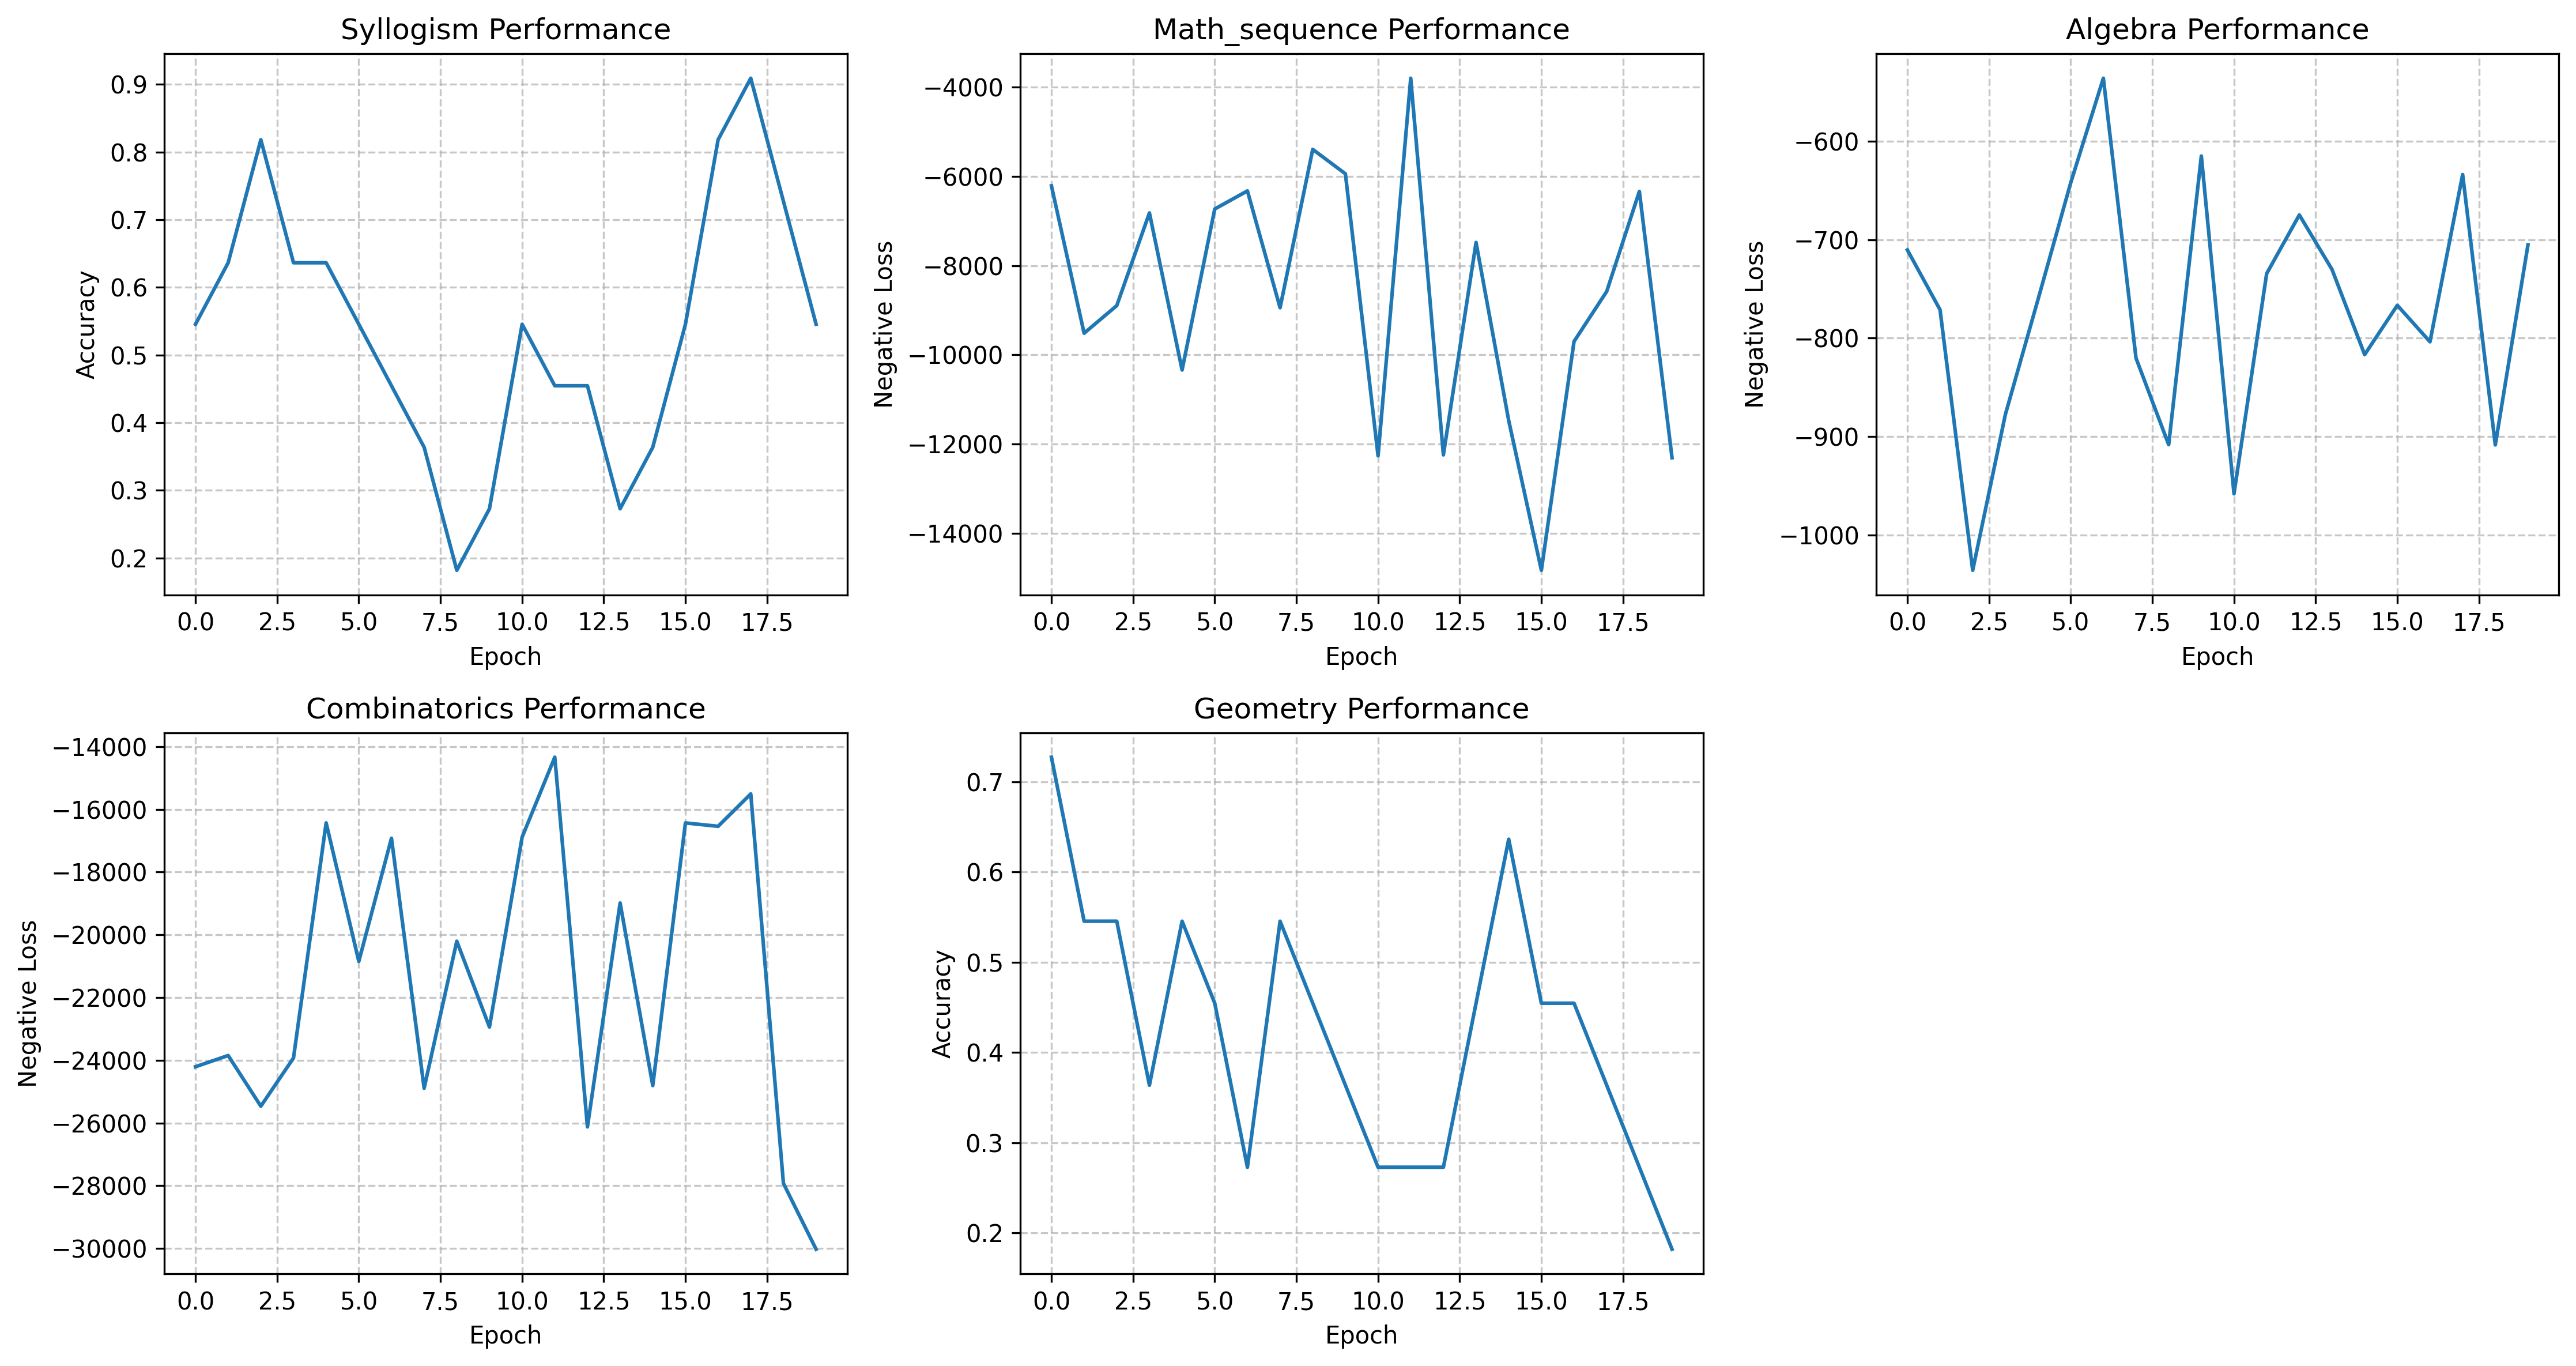 Syllogism Performance
Accuracy
0.9
0.8
0.7
0.6
0.5
0.4
0.3
0.2
0.0 2.5 5.0 7.5 10.0 12.5 15.0 17.5
Epoch
Math_sequence Performance
Negative Loss
−4000
−6000
−8000
−10000
−12000
−14000
0.0 2.5 5.0 7.5 10.0 12.5 15.0 17.5
Epoch
Algebra Performance
Negative Loss
−600
−700
−800
−900
−1000
0.0 2.5 5.0 7.5 10.0 12.5 15.0 17.5
Epoch
Combinatorics Performance
Negative Loss
−14000
−16000
−18000
−20000
−22000
−24000
−26000
−28000
−30000
0.0 2.5 5.0 7.5 10.0 12.5 15.0 17.5
Epoch
Geometry Performance
Accuracy
0.7
0.6
0.5
0.4
0.3
0.2
0.0 2.5 5.0 7.5 10.0 12.5 15.0 17.5
Epoch